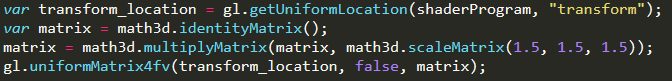 var transform_location = gl.getUniformLocation(shaderProgram, "transform");
var matrix = math3d.identityMatrix();
matrix = math3d.multiplyMatrix(matrix, math3d.scaleMatrix(1.5, 1.5, 1.5));
gl.uniformMatrix4fv(transform_location, false, matrix);